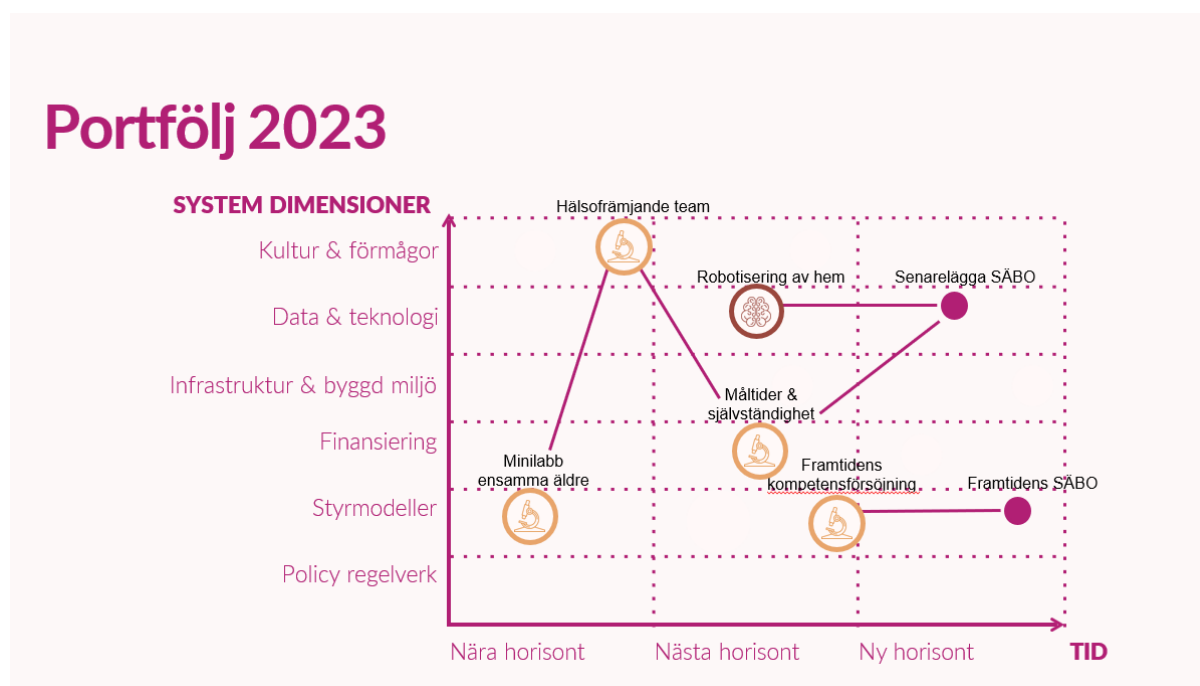 Portfölj 2023
SYSTEM DIMENSIONER
Hälsofrämjande team
Kultur & förmågor
Robotisering av hem
Senarelägga SÄBO
Data & teknologi
Infrastruktur & byggd miljö
Måltider &
självständighet
Finansiering
Minilabb
ensamma äldre
Framtidens
kompetensförsöjning
Framtidens SÄBO
Styrmodeller
Policy regelverk
Nära horisont
Nästa horisont
Ny horisont
TID